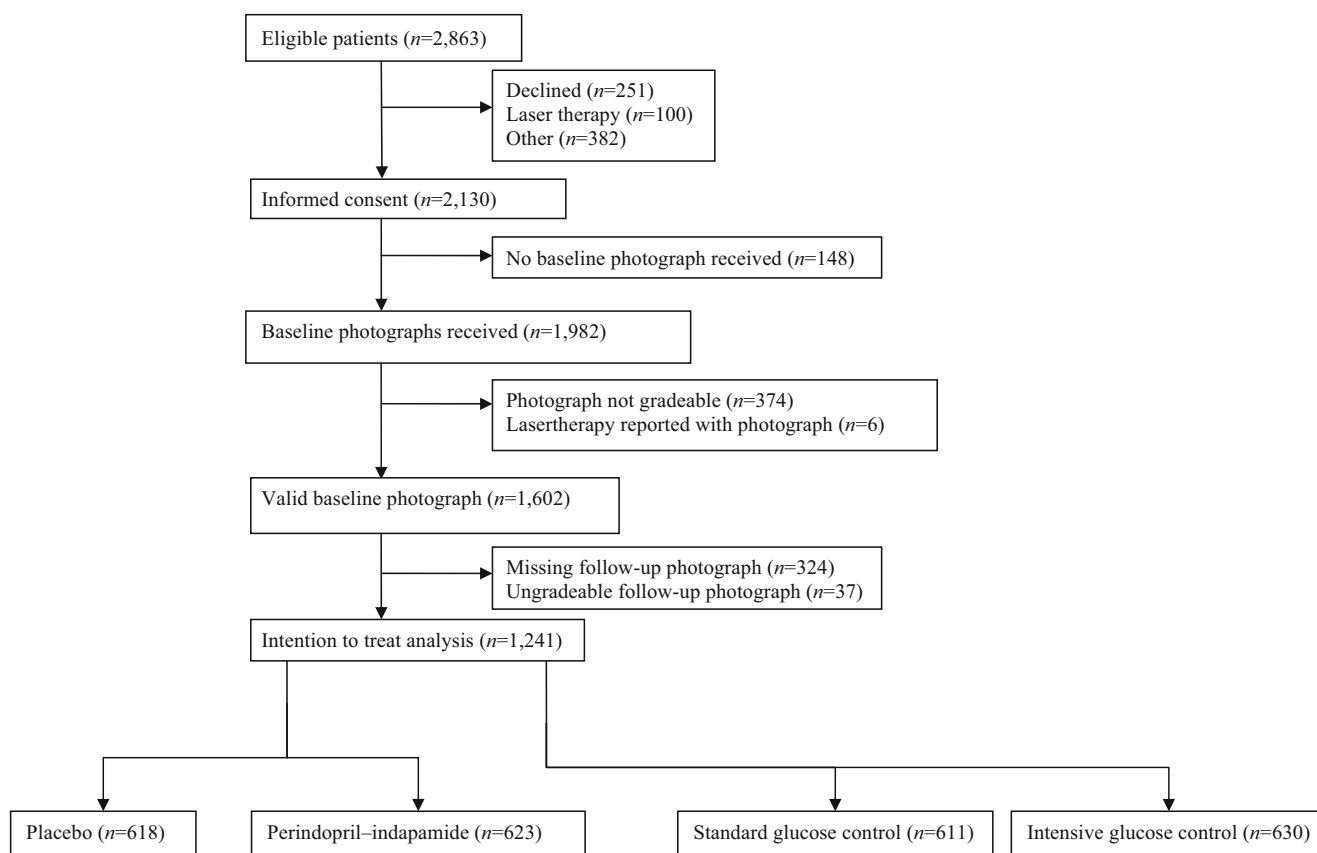 Eligible patients (n=2,863)
Declined (n=251)
Laser therapy (n=100)
Other (n=382)
Informed consent (n=2,130)
No baseline photograph received (n=148)
Baseline photographs received (n=1,982)
Photograph not gradeable (n=374)
Lasertherapy reported with photograph (n=6)
Valid baseline photograph (n=1,602)
Missing follow-up photograph (n=324)
Ungradeable follow-up photograph (n=37)
Intention to treat analysis (n=1,241)
Placebo (n=618)
Perindopril–indapamide (n=623)
Standard glucose control (n=611)
Intensive glucose control (n=630)